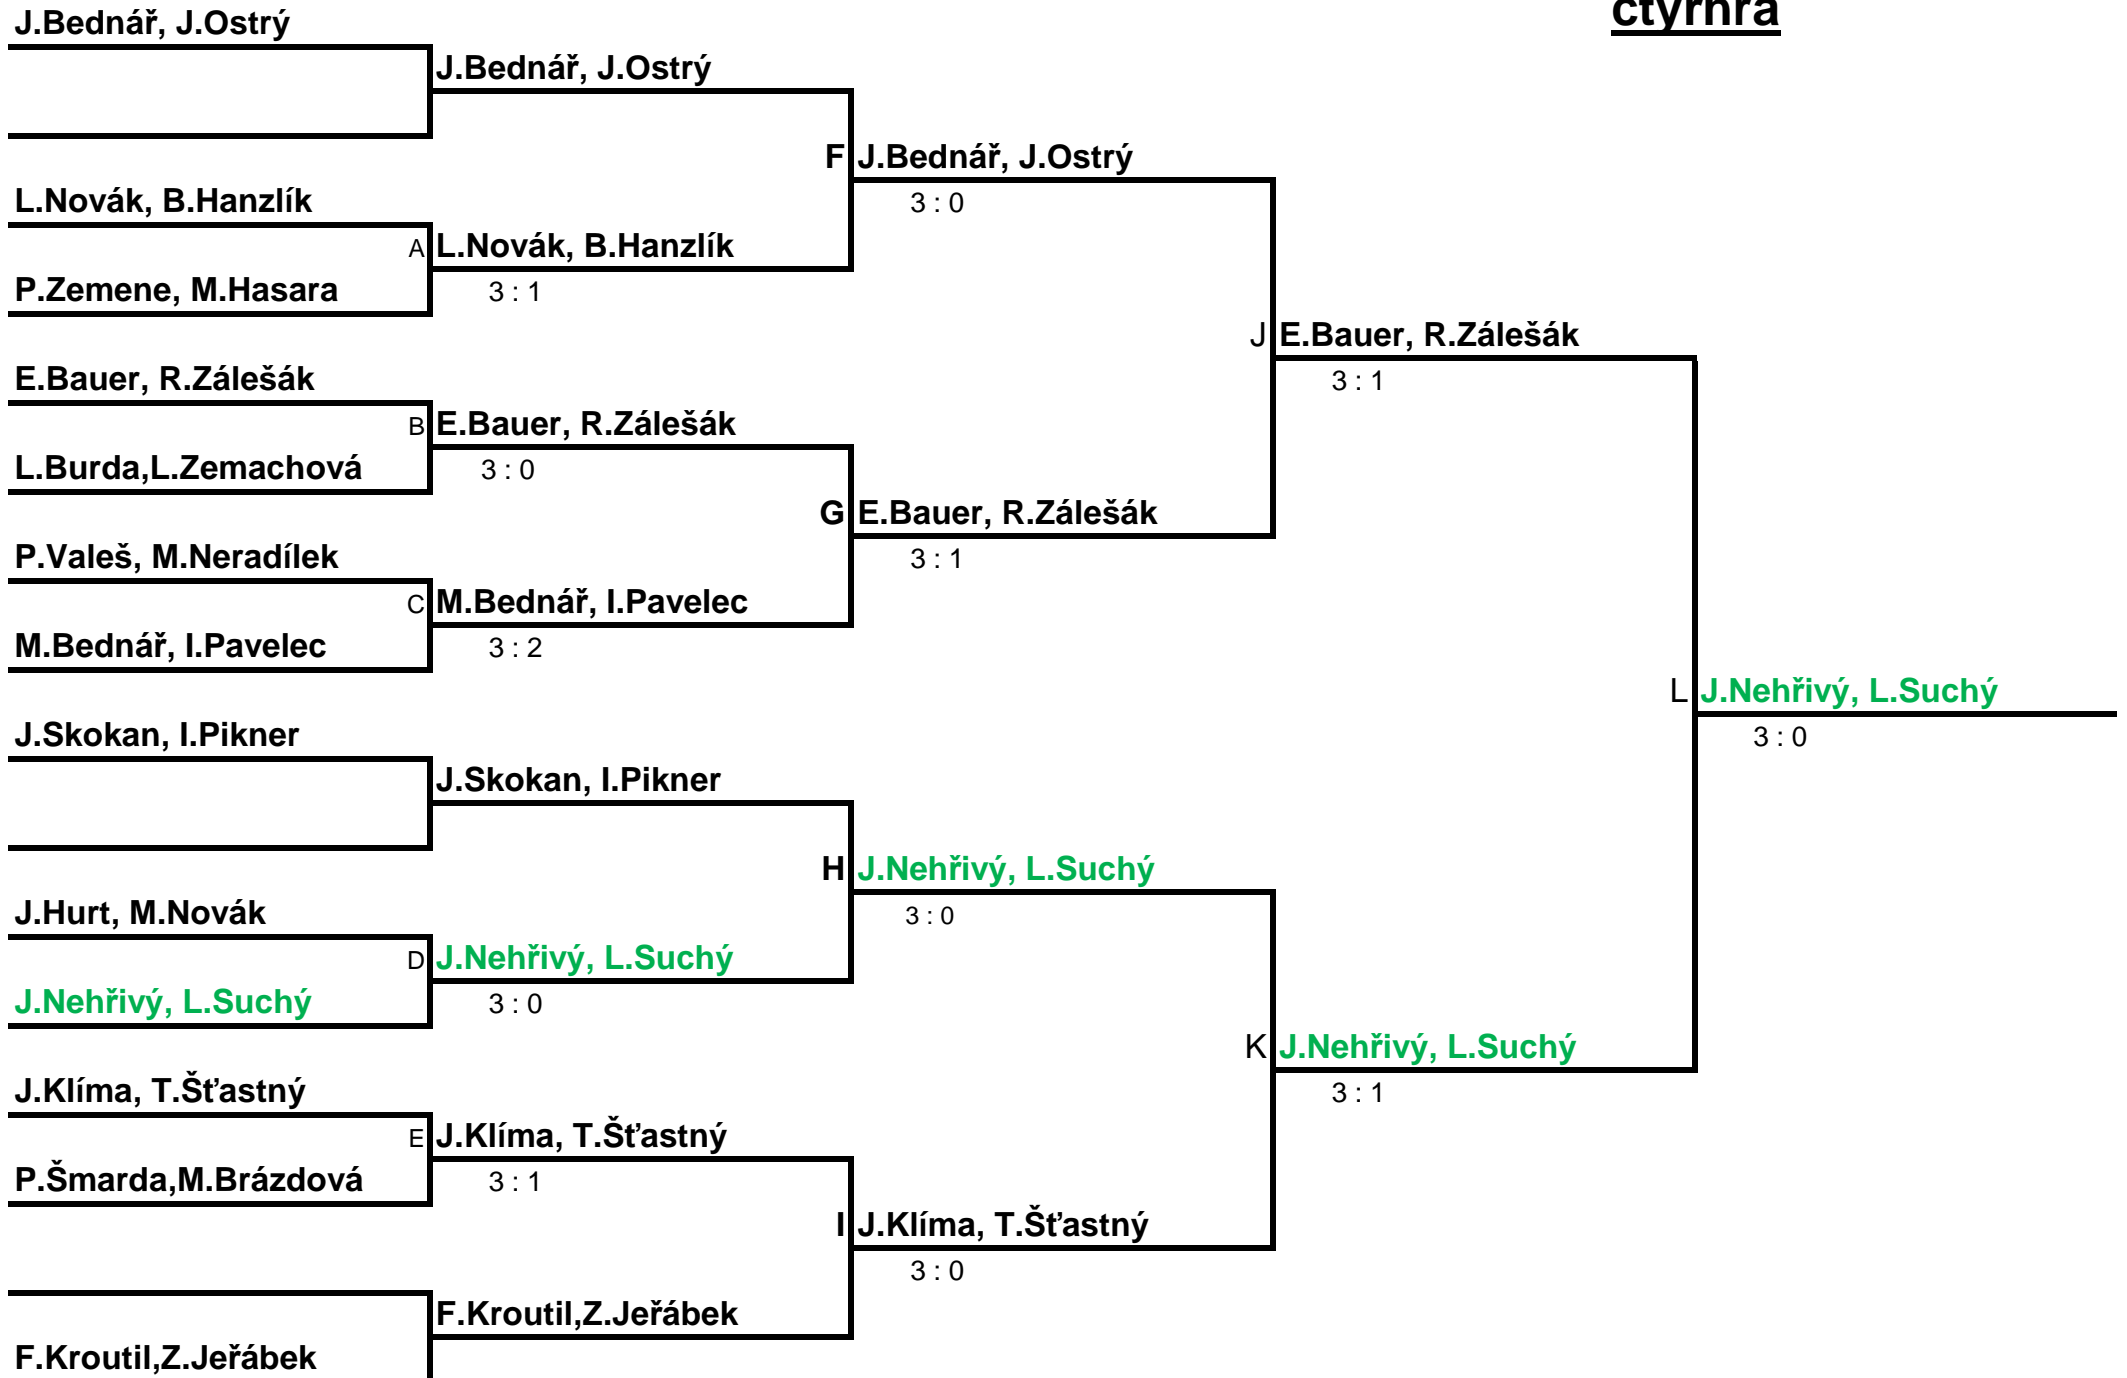 čtyřhra
J.Bednář, J.Ostrý
J.Bednář, J.Ostrý
F J.Bednář, J.Ostrý
3 : 0
L.Novák, B.Hanzlík
A L.Novák, B.Hanzlík
3 : 1
P.Zemene, M.Hasara
J E.Bauer, R.Zálešák
3 : 1
E.Bauer, R.Zálešák
B E.Bauer, R.Zálešák
3 : 0
L.Burda,L.Zemachová
G E.Bauer, R.Zálešák
3 : 1
P.Valeš, M.Neradílek
C M.Bednář, I.Pavelec
3 : 2
M.Bednář, I.Pavelec
L J.Nehřivý, L.Suchý
3 : 0
J.Skokan, I.Pikner
J.Skokan, I.Pikner
H J.Nehřivý, L.Suchý
3 : 0
J.Hurt, M.Novák
D J.Nehřivý, L.Suchý
3 : 0
J.Nehřivý, L.Suchý
K J.Nehřivý, L.Suchý
3 : 1
J.Klíma, T.Šťastný
E J.Klíma, T.Šťastný
3 : 1
P.Šmarda,M.Brázdová
I J.Klíma, T.Šťastný
3 : 0
F.Kroutil,Z.Jeřábek
F.Kroutil,Z.Jeřábek